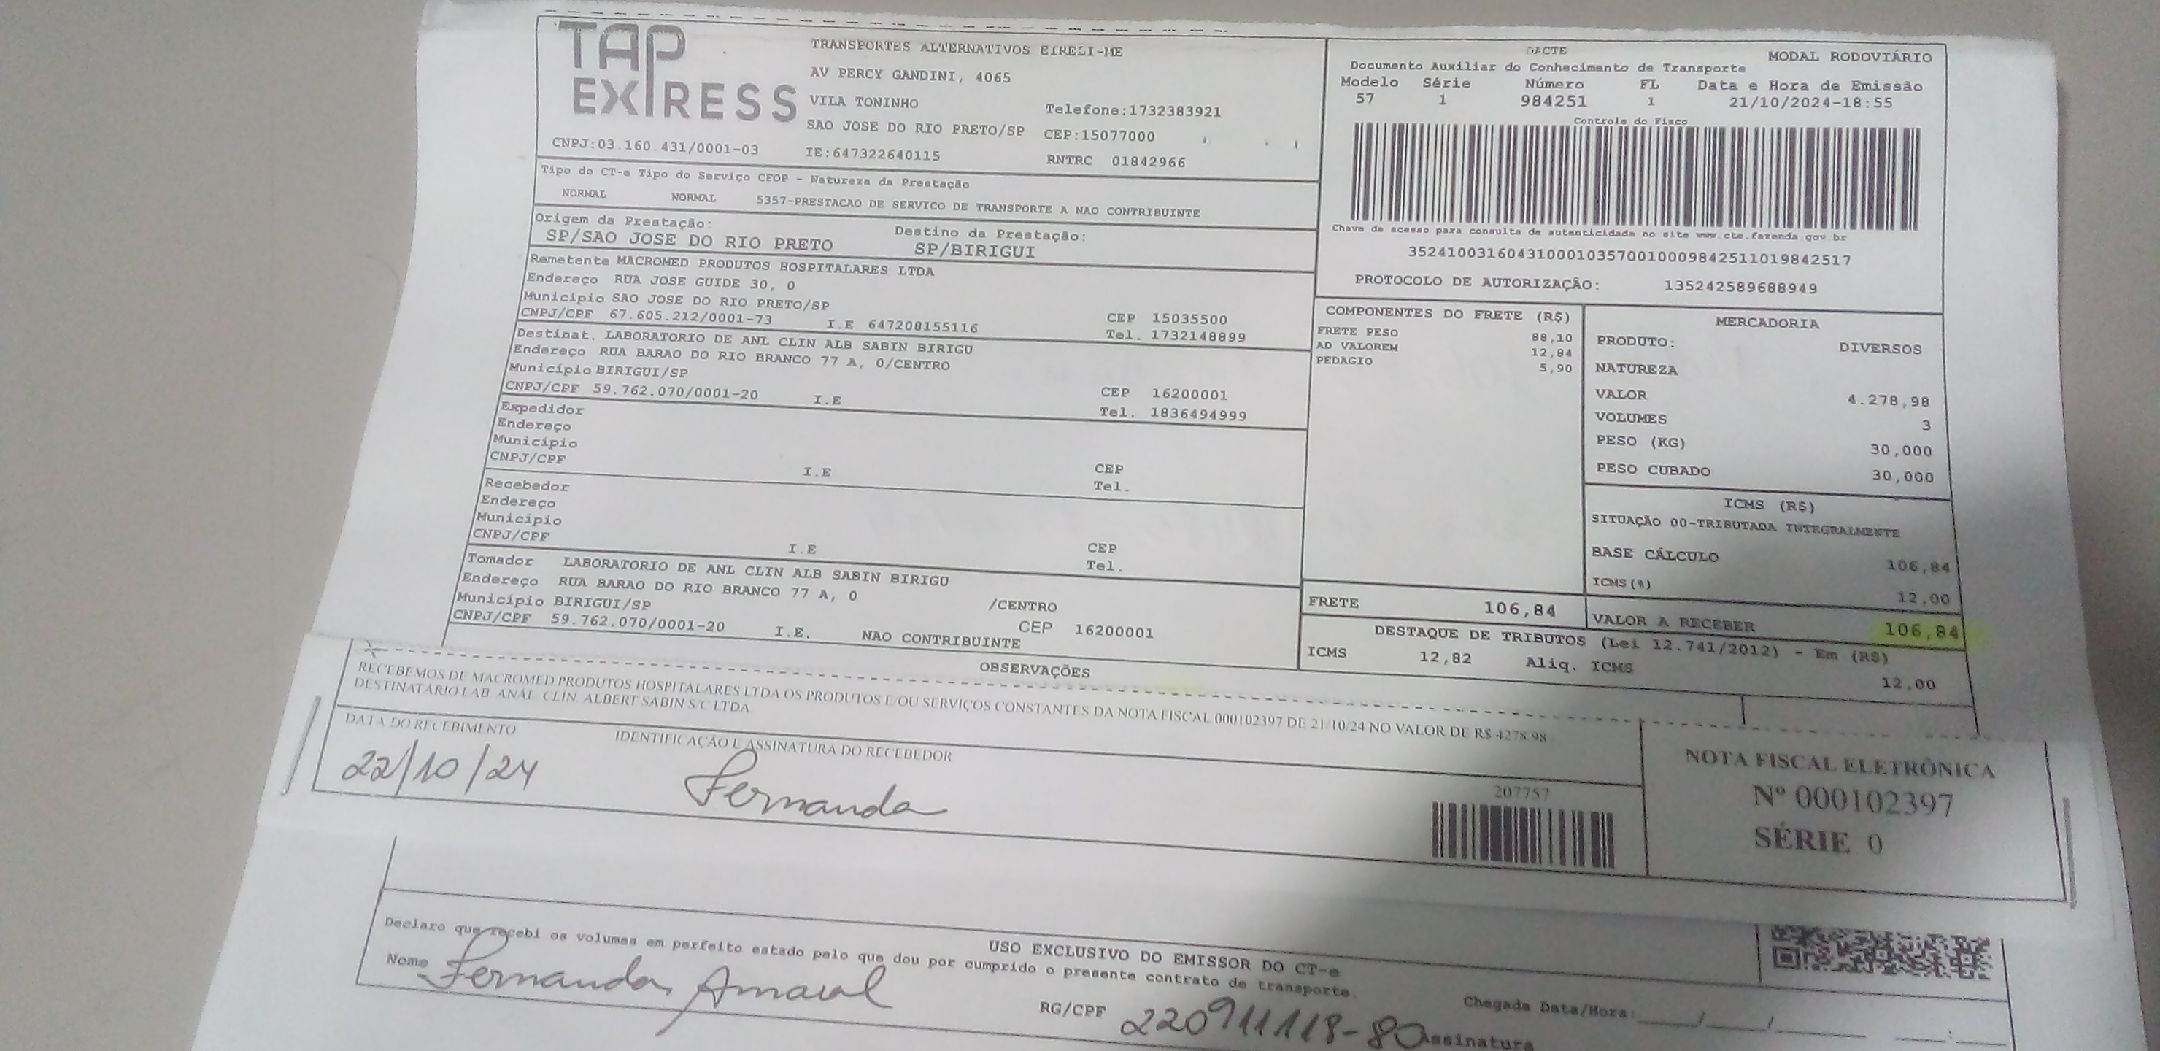 TAP EXPRESS
TRANSPORTES ALTERNATIVOS EIRELI-ME
AV PERCY GANDINI, 4065
VILA TONINHO
Telefone:1732383921
SAO JOSE DO RIO PRETO/SP CEP:15077000
CNPJ:03.160.431/0001-03 IE:647322640115 RNTRC 01842966
DACTE MODAL RODOVIÁRIO
Documento Auxiliar do Conhecimento de Transporte
Modelo Série Número FL Data e Hora de Emissão
57 1 984251 1 21/10/2024-18:55
Controle do Fisco
Chave de acesso para consulta de autenticidade no site www.cte.fazenda.gov.br
35241003160431000103570010009842511019842517
PROTOCOLO DE AUTORIZAÇÃO: 135242589688949
Tipo do CT-e Tipo do Serviço CFOP - Natureza da Prestação
NORMAL NORMAL 5357-PRESTACAO DE SERVICO DE TRANSPORTE A NAO CONTRIBUINTE
Origem da Prestação: Destino da Prestação:
SP/SAO JOSE DO RIO PRETO SP/BIRIGUI
Remetente MACROMED PRODUTOS HOSPITALARES LTDA
Endereço RUA JOSE GUIDE 30, 0
Município SAO JOSE DO RIO PRETO/SP CEP 15035500
CNPJ/CPF 67.605.212/0001-73 I.E 647208155116 Tel. 1732148899
Destinat. LABORATORIO DE ANL CLIN ALB SABIN BIRIGU
Endereço RUA BARAO DO RIO BRANCO 77 A, 0/CENTRO
Município BIRIGUI/SP CEP 16200001
CNPJ/CPF 59.762.070/0001-20 I.E Tel. 1836494999
Expedidor
Endereço
Município CEP
CNPJ/CPF I.E Tel.
Recebedor
Endereço
Município CEP
CNPJ/CPF I.E Tel.
Tomador LABORATORIO DE ANL CLIN ALB SABIN BIRIGU
Endereço RUA BARAO DO RIO BRANCO 77 A, 0 /CENTRO
Município BIRIGUI/SP CEP 16200001
CNPJ/CPF 59.762.070/0001-20 I.E. NAO CONTRIBUINTE
COMPONENTES DO FRETE (R$)
FRETE PESO 88,10
AD VALOREM 12,84
PEDAGIO 5,90
MERCADORIA
PRODUTO: DIVERSOS
NATUREZA
VALOR 4.278,98
VOLUMES 3
PESO (KG) 30,000
PESO CUBADO 30,000
ICMS (R$)
SITUAÇÃO 00-TRIBUTADA INTEGRALMENTE
BASE CÁLCULO 106,84
ICMS(%) 12,00
FRETE 106,84 VALOR A RECEBER 106,84
DESTAQUE DE TRIBUTOS (Lei 12.741/2012) - Em (R$)
ICMS 12,82 Aliq. ICMS 12,00
OBSERVAÇÕES
RECEBEMOS DE MACROMED PRODUTOS HOSPITALARES LTDA OS PRODUTOS E/OU SERVIÇOS CONSTANTES DA NOTA FISCAL 000102397 DE 21/10/24 NO VALOR DE R$ 4278.98
DESTINATÁRIO LAB. ANÁL. CLIN. ALBERT SABIN S/C LTDA
DATA DO RECEBIMENTO IDENTIFICAÇÃO E ASSINATURA DO RECEBEDOR
22/10/24 Fernanda
207757
NOTA FISCAL ELETRÔNICA
Nº 000102397
SÉRIE 0
USO EXCLUSIVO DO EMISSOR DO CT-e
Declaro que recebi os volumes em perfeito estado pelo que dou por cumprido o presente contrato de transporte
Nome Fernanda Amaral RG/CPF 220911118-80 Assinatura
Chegada Data/Hora:____/____/____ __:__